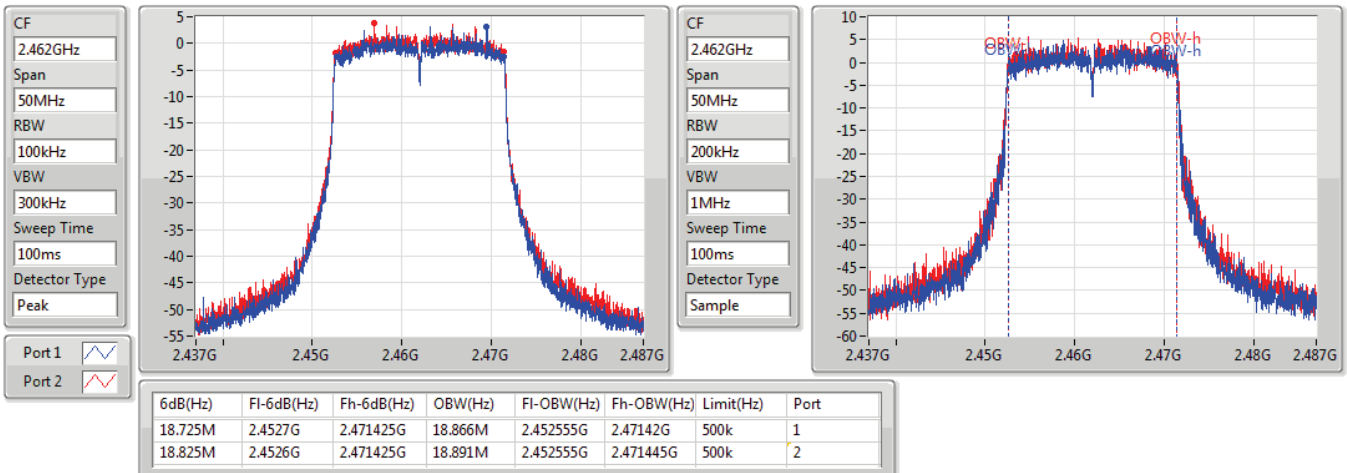 CF
2.462GHz
Span
50MHz
RBW
100kHz
VBW
300kHz
Sweep Time
100ms
Detector Type
Peak
Port 1
Port 2
5
0
-5
-10
-15
-20
-25
-30
-35
-40
-45
-50
-55
2.437G 2.45G 2.46G 2.47G 2.48G 2.487G
CF
2.462GHz
Span
50MHz
RBW
200kHz
VBW
1MHz
Sweep Time
100ms
Detector Type
Sample
10
5
0
-5
-10
-15
-20
-25
-30
-35
-40
-45
-50
-55
-60
OBW-h
OBW-h
2.437G 2.45G 2.46G 2.47G 2.48G 2.487G
6dB(Hz) Fl-6dB(Hz) Fh-6dB(Hz) OBW(Hz) Fl-OBW(Hz) Fh-OBW(Hz) Limit(Hz) Port
18.725M 2.4527G 2.471425G 18.866M 2.452555G 2.47142G 500k 1
18.825M 2.4526G 2.471425G 18.891M 2.452555G 2.471445G 500k 2